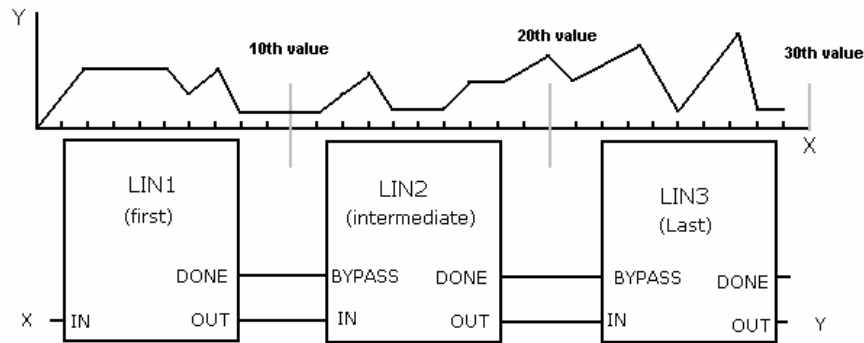 Y
10th value
20th value
30th value
X
LIN1
(first)
LIN2
(intermediate)
LIN3
(Last)
DONE
BYPASS
DONE
BYPASS
DONE
X
IN
OUT
IN
OUT
IN
OUT
Y